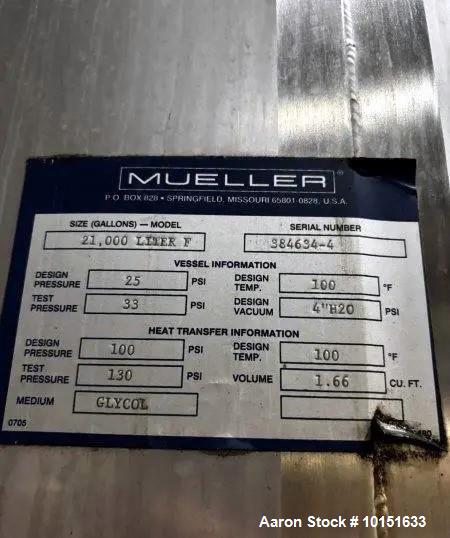 MUELLER®
P.O. BOX 828 • SPRINGFIELD, MISSOURI 65801-0828, U.S.A.
SIZE (GALLONS) — MODEL SERIAL NUMBER
21,000 LITER F 384634-4
VESSEL INFORMATION
DESIGN PRESSURE 25 PSI DESIGN TEMP. 100 °F
TEST PRESSURE 33 PSI DESIGN VACUUM 4"H2O PSI
HEAT TRANSFER INFORMATION
DESIGN PRESSURE 100 PSI DESIGN TEMP. 100 °F
TEST PRESSURE 130 PSI VOLUME 1.66 CU. FT.
MEDIUM GLYCOL
0705
Aaron Stock # 10151633